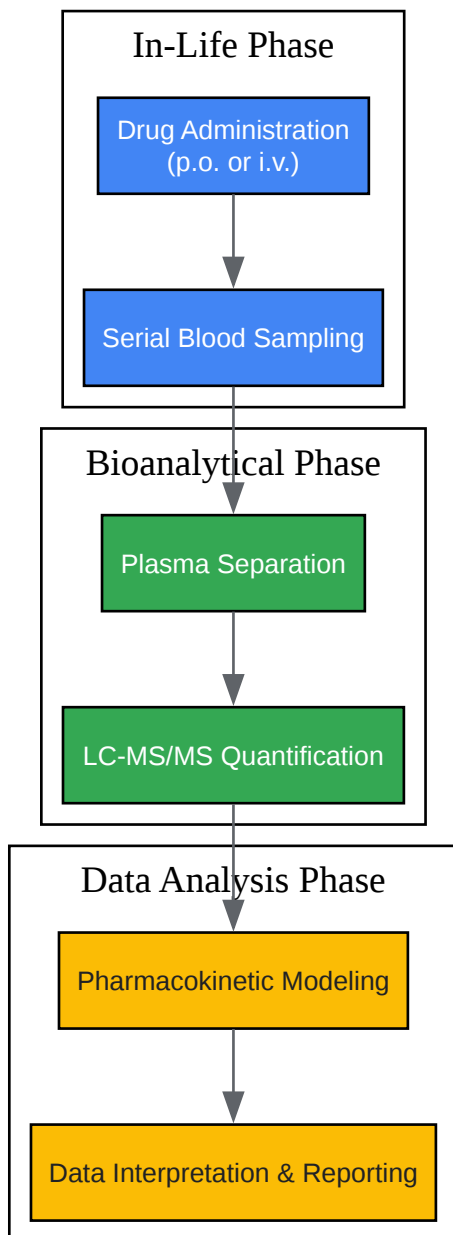 In-Life Phase
Drug Administration
(p.o. or i.v.)
Serial Blood Sampling
Bioanalytical Phase
Plasma Separation
LC-MS/MS Quantification
Data Analysis Phase
Pharmacokinetic Modeling
Data Interpretation & Reporting